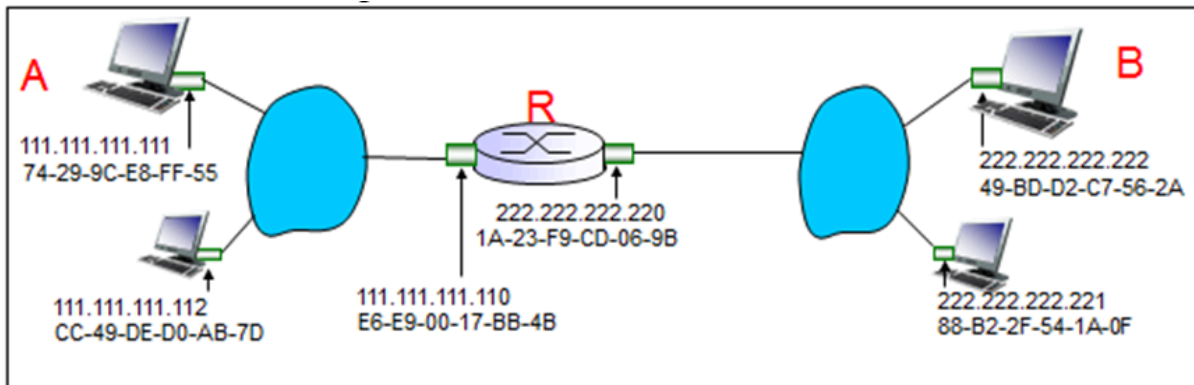 A
111.111.111.111
74-29-9C-E8-FF-55
111.111.111.112
CC-49-DE-D0-AB-7D
R
222.222.222.220
1A-23-F9-CD-06-9B
111.111.111.110
E6-E9-00-17-BB-4B
B
222.222.222.222
49-BD-D2-C7-56-2A
222.222.222.221
88-B2-2F-54-1A-0F